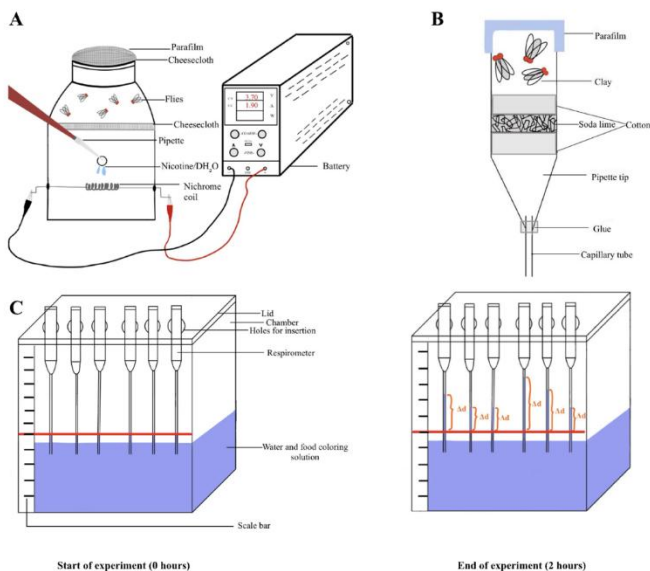 A
Parafilm
Cheesecloth
Flies
Cheesecloth
Pipette
Nicotine/DH₂O
Nichrome
coil
3.70
1.90
Battery
B
Parafilm
Clay
Soda lime
Cotton
Pipette tip
Glue
Capillary tube
C
Lid
Chamber
Holes for insertion
Respirometer
Water and food coloring
solution
Scale bar
Δd
Δd
Δd
Δd
Δd
Δd
Start of experiment (0 hours)
End of experiment (2 hours)